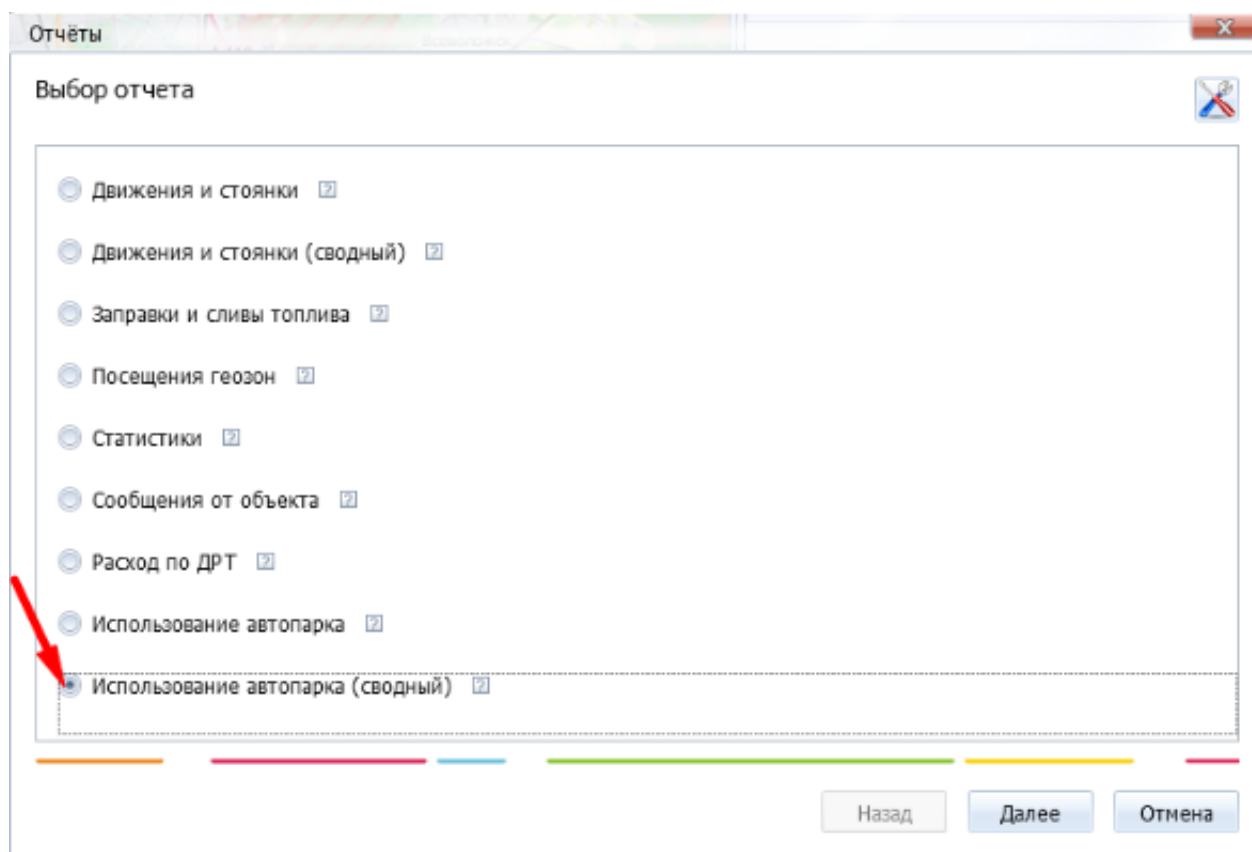 Отчёты
Выбор отчета
Движения и стоянки ?
Движения и стоянки (сводный) ?
Заправки и сливы топлива ?
Посещения геозон ?
Статистики ?
Сообщения от объекта ?
Расход по ДРТ ?
Использование автопарка ?
Использование автопарка (сводный) ?
Назад Далее Отмена